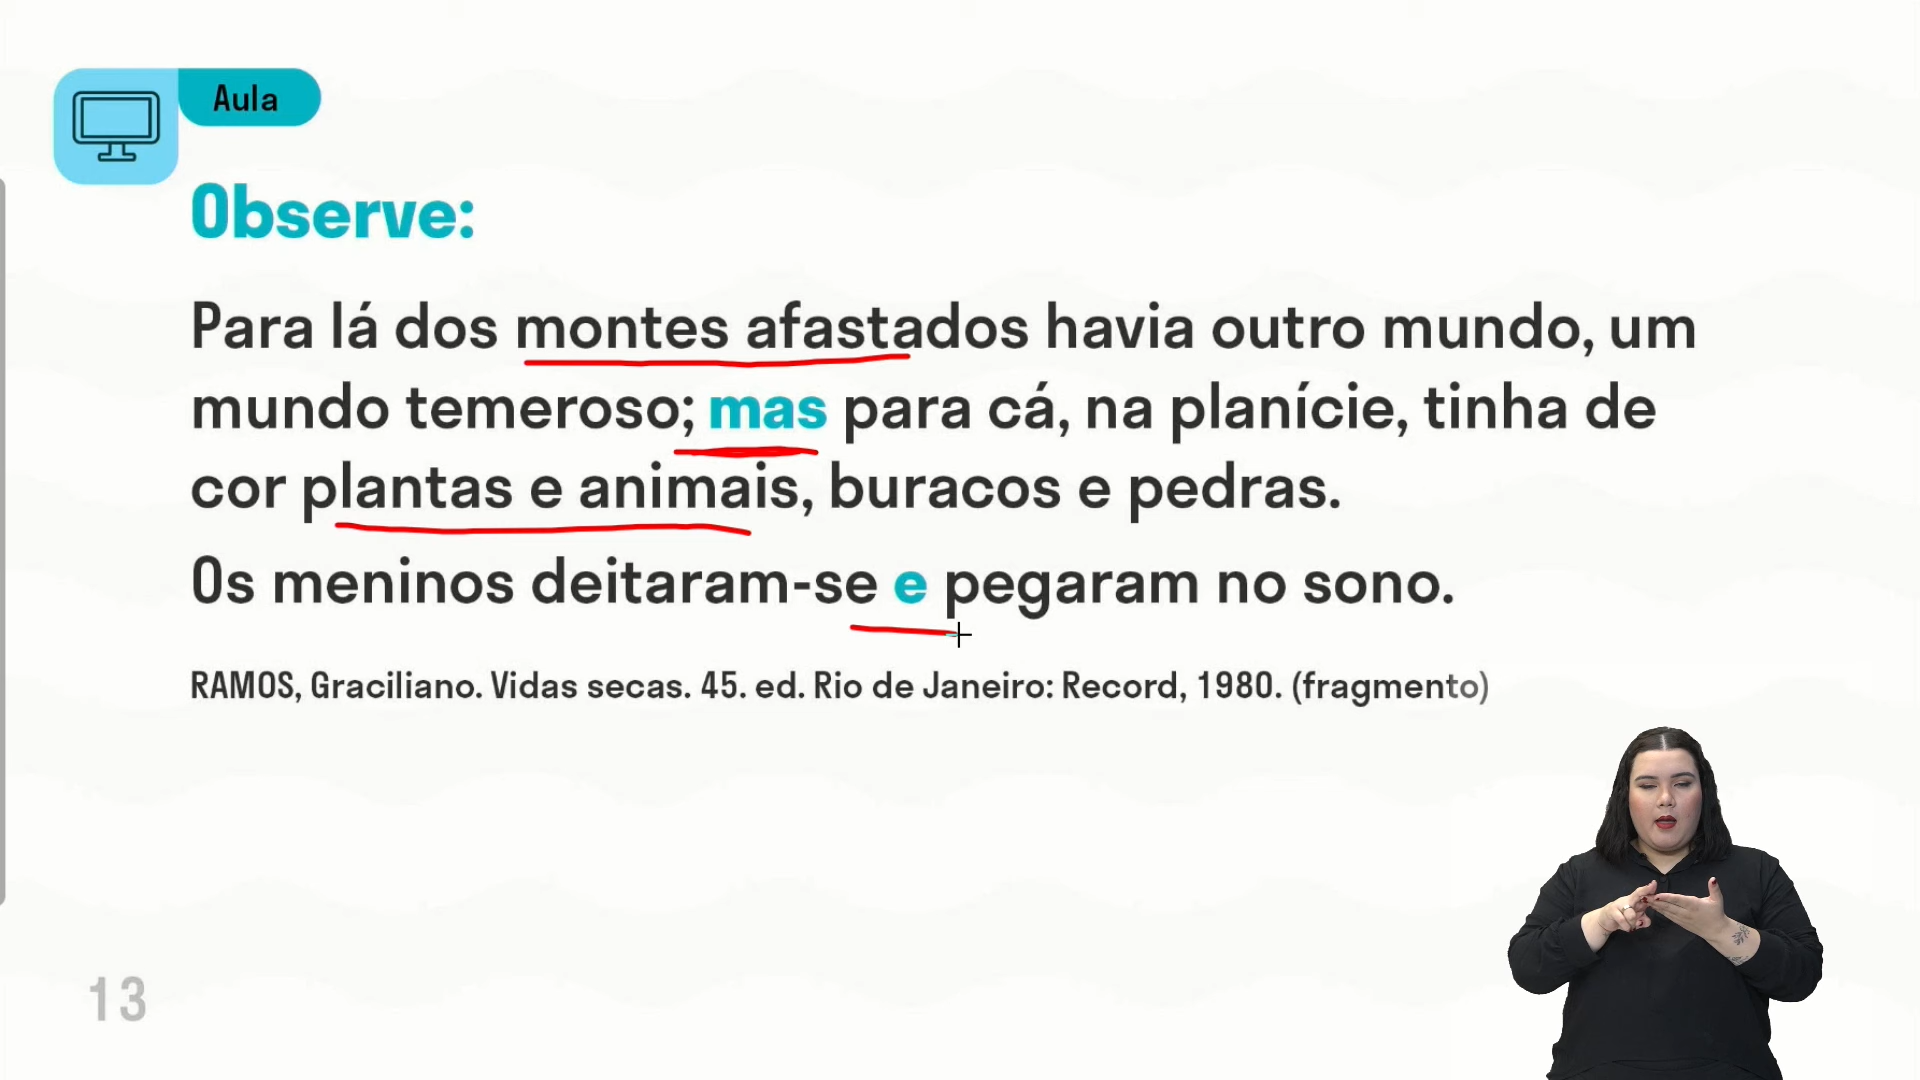 Aula
Observe:
Para lá dos montes afastados havia outro mundo, um
mundo temeroso; mas para cá, na planície, tinha de
cor plantas e animais, buracos e pedras.
Os meninos deitaram-se e pegaram no sono.
RAMOS, Graciliano. Vidas secas. 45. ed. Rio de Janeiro: Record, 1980. (fragmento)
13